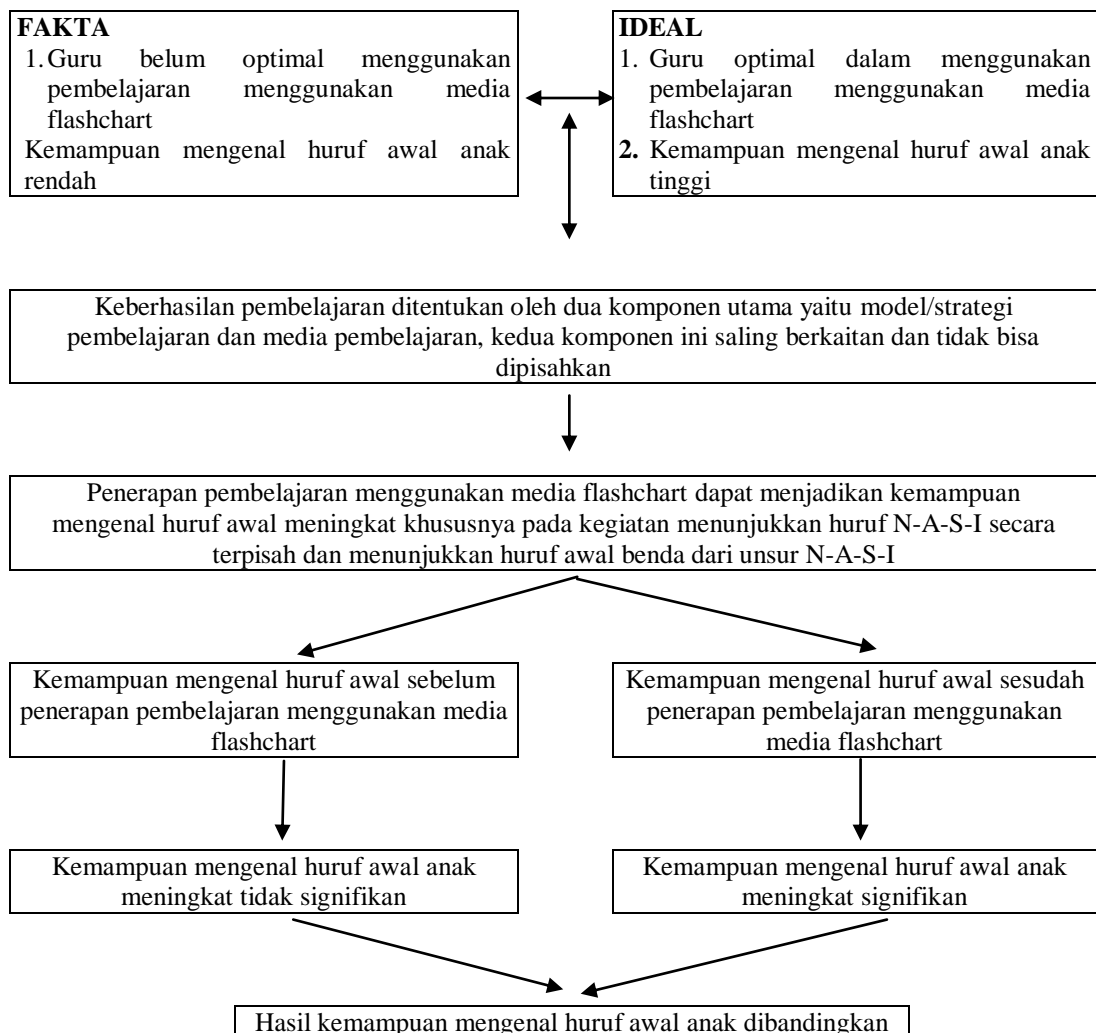 FAKTA
1. Guru belum optimal menggunakan
pembelajaran menggunakan media
flashchart
Kemampuan mengenal huruf awal anak
rendah
IDEAL
1. Guru optimal dalam menggunakan
pembelajaran menggunakan media
flashchart
2. Kemampuan mengenal huruf awal anak
tinggi
Keberhasilan pembelajaran ditentukan oleh dua komponen utama yaitu model/strategi
pembelajaran dan media pembelajaran, kedua komponen ini saling berkaitan dan tidak bisa
dipisahkan
Penerapan pembelajaran menggunakan media flashchart dapat menjadikan kemampuan
mengenal huruf awal meningkat khususnya pada kegiatan menunjukkan huruf N-A-S-I secara
terpisah dan menunjukkan huruf awal benda dari unsur N-A-S-I
Kemampuan mengenal huruf awal sebelum
penerapan pembelajaran menggunakan media
flashchart
Kemampuan mengenal huruf awal sesudah
penerapan pembelajaran menggunakan
media flashchart
Kemampuan mengenal huruf awal anak
meningkat tidak signifikan
Kemampuan mengenal huruf awal anak
meningkat signifikan
Hasil kemampuan mengenal huruf awal anak dibandingkan